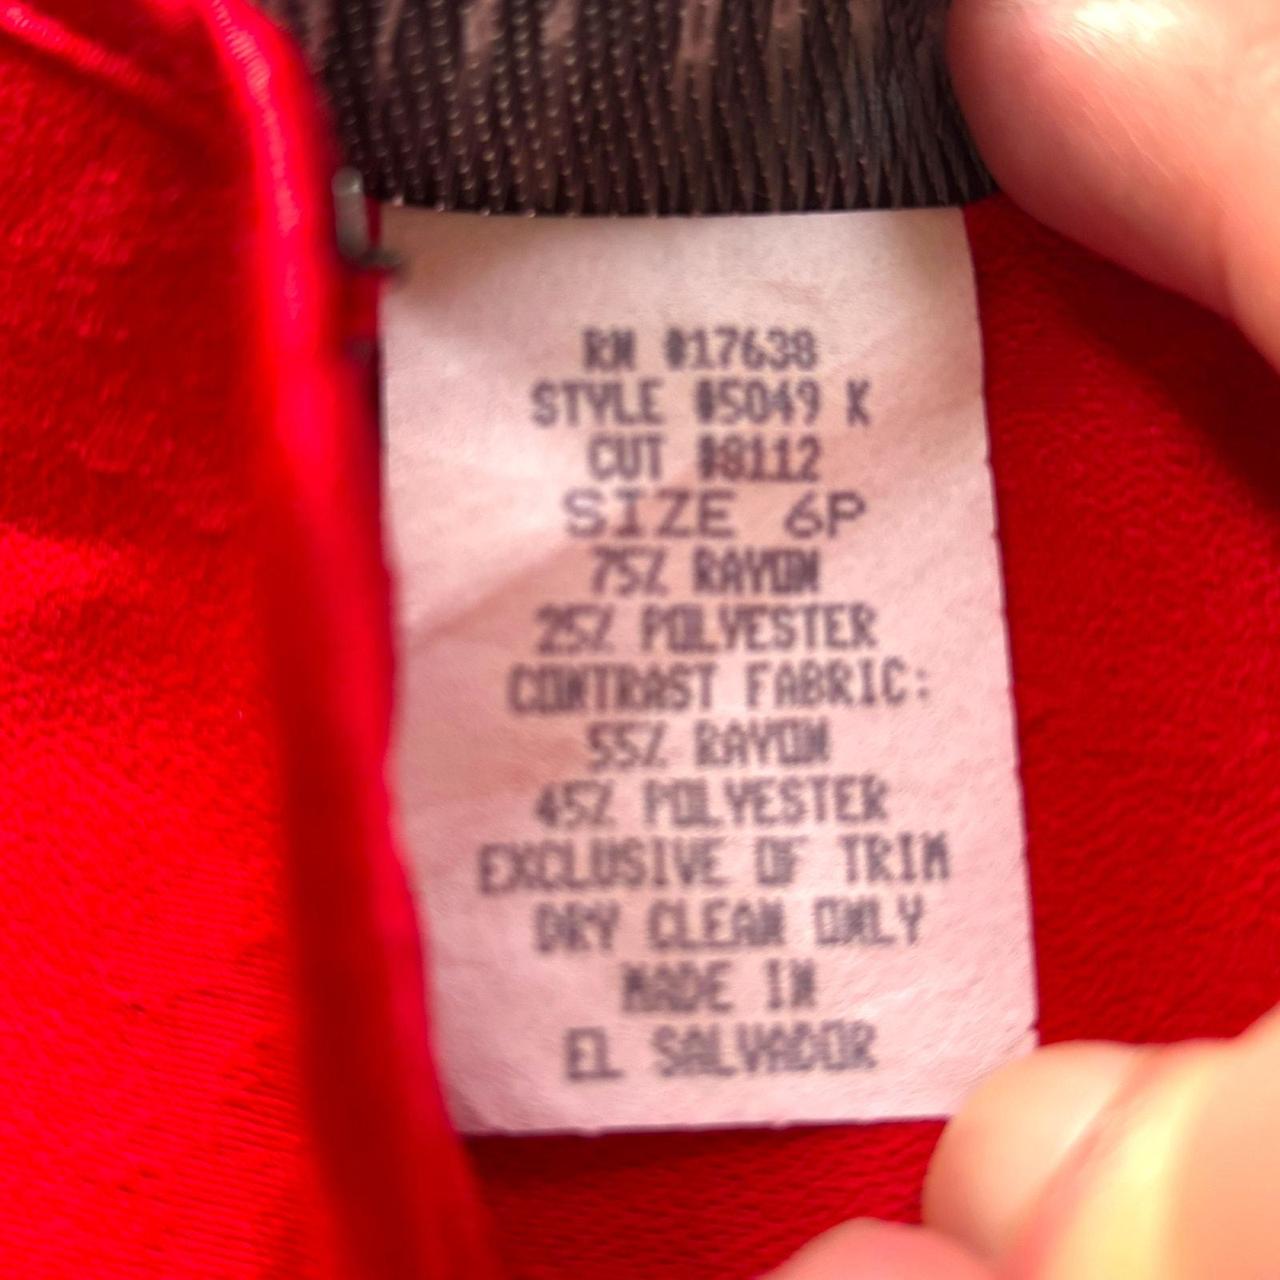 RN #17638
STYLE #5049 K
CUT #8112
SIZE 6P
75% RAYON
25% POLYESTER
CONTRAST FABRIC:
55% RAYON
45% POLYESTER
EXCLUSIVE OF TRIM
DRY CLEAN ONLY
MADE IN
EL SALVADOR